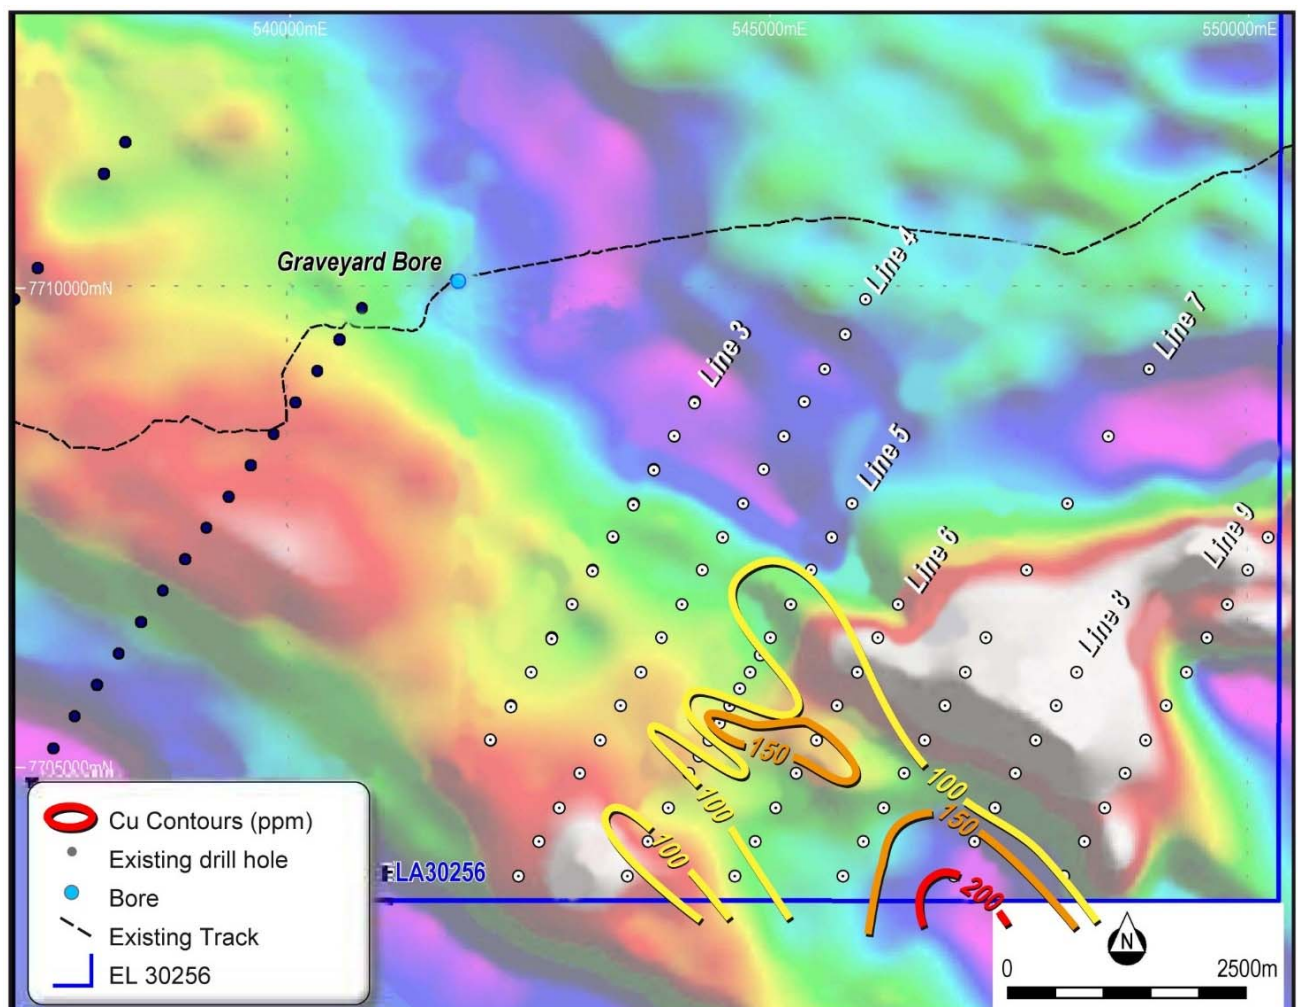 540000mE
545000mE
550000mE
Line 4
Graveyard Bore
7710000mN
Line 7
Line 3
Line 5
Line 9
Line 6
Line 8
150
7705000mN
100
100
150
Cu Contours (ppm)
100
Existing drill hole
LA30256
200
Bore
Existing Track
N
EL 30256
0
2500m